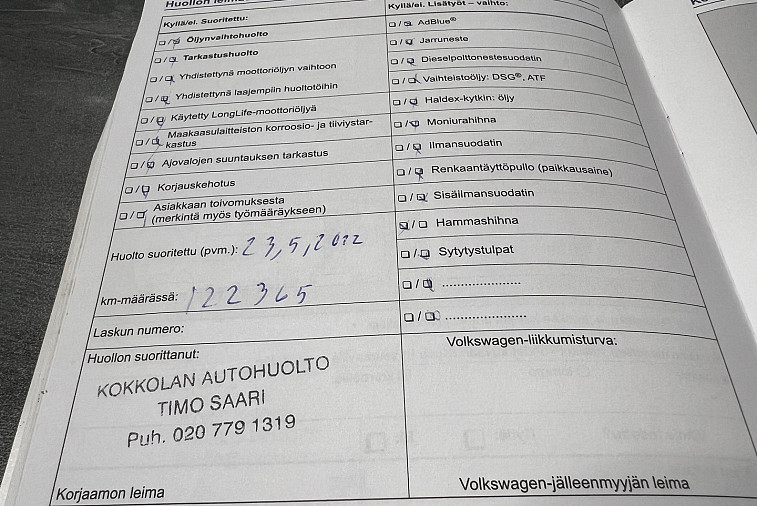 Huollon
Kyllä/ei. Suoritettu:
Öljynvaihtohuolto
Tarkastushuolto
Yhdistettynä moottoriöljyn vaihtoon
Yhdistettynä laajempiin huoltotöihin
Käytetty LongLife-moottoriöljyä
Maakaasulaitteiston korroosio- ja tiiviystar-
kastus
Ajovalojen suuntauksen tarkastus
Korjauskehotus
Asiakkaan toivomuksesta
(merkintä myös työmääräykseen)
Huolto suoritettu (pvm.): 23,5,2022
km-määrässä: 122365
Laskun numero:
Huollon suorittanut:
KOKKOLAN AUTOHUOLTO
TIMO SAARI
Puh. 020 779 1319
Korjaamon leima
Kyllä/ei. Lisätyöt – vaihto:
AdBlue®
Jarruneste
Dieselpolttonestesuodatin
Vaihteistoöljy: DSG®, ATF
Haldex-kytkin: öljy
Moniurahihna
Ilmansuodatin
Renkaantäyttöpullo (paikkausaine)
Sisäilmansuodatin
Hammashihna
Sytytystulpat
....................
....................
Volkswagen-liikkumisturva:
Volkswagen-jälleenmyyjän leima